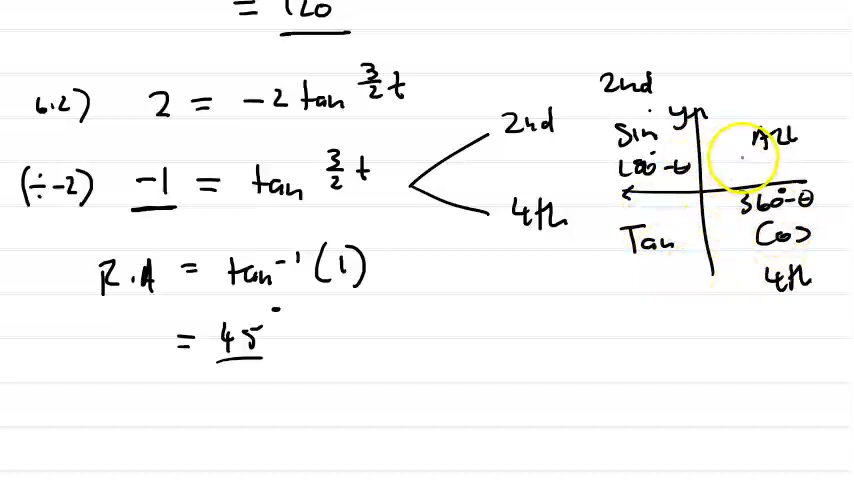 = 120
6.2) 2 = -2 tan 3/2 t
(÷ -2) -1 = tan 3/2 t
2nd
4th
R.A = tan⁻¹ (1)
= 45°
2nd
Sin
All
180°-θ
360°-θ
Tan
Cos
4th